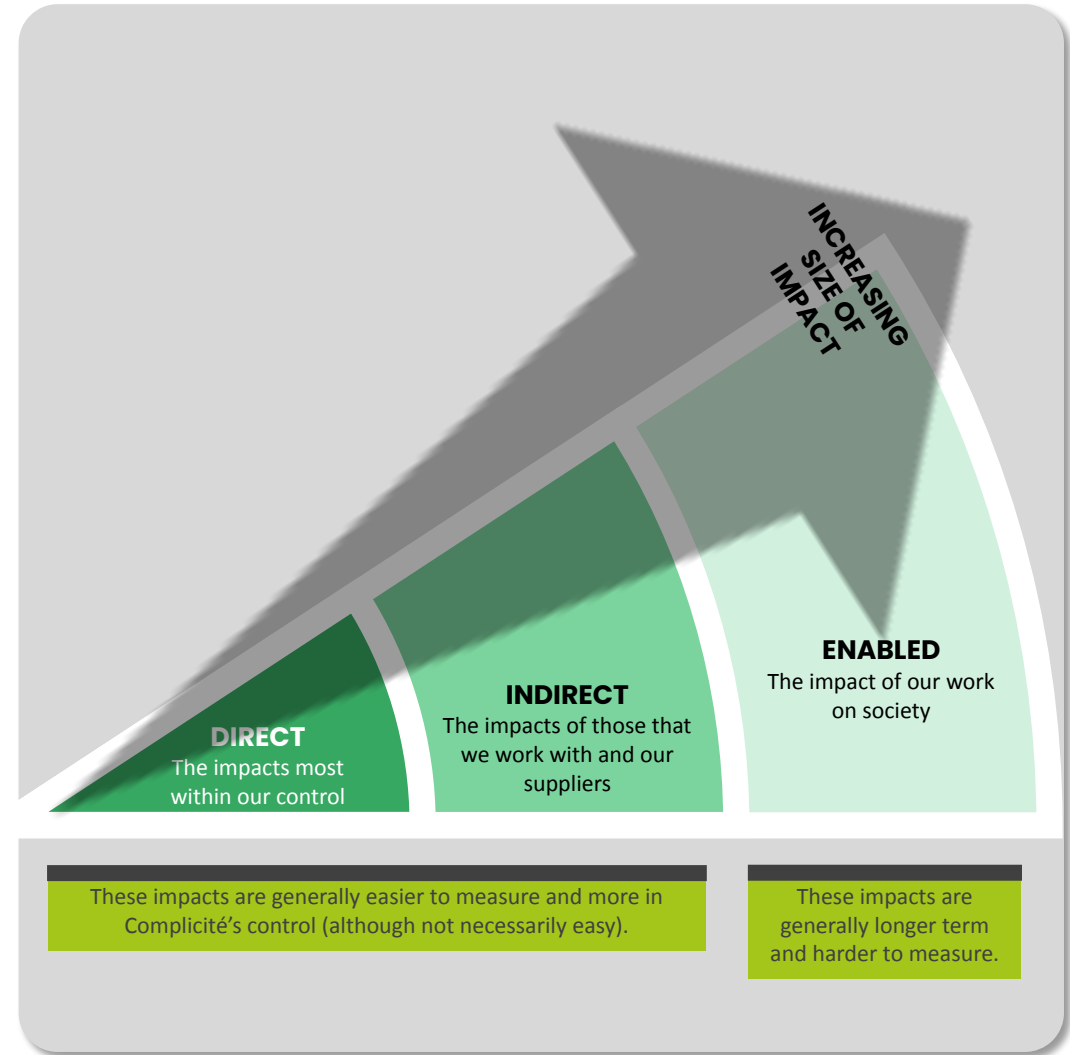 INCREASING
SIZE OF
IMPACT
ENABLED
The impact of our work
on society
INDIRECT
The impacts of those that
we work with and our
suppliers
DIRECT
The impacts most
within our control
These impacts are generally easier to measure and more in
Complicité’s control (although not necessarily easy).
These impacts are
generally longer term
and harder to measure.